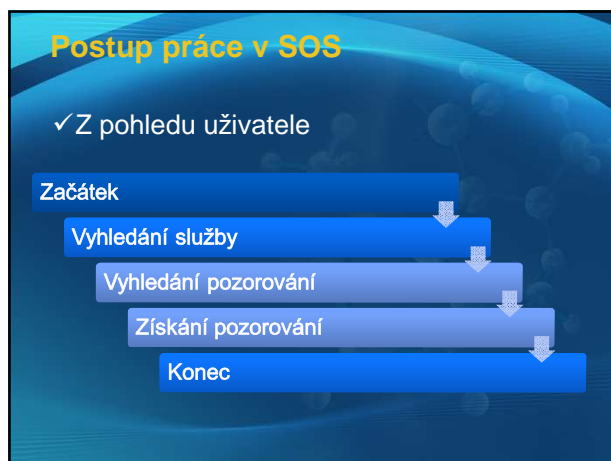 Postup práce v SOS
✓Z pohledu uživatele
Začátek
Vyhledání služby
Vyhledání pozorování
Získání pozorování
Konec